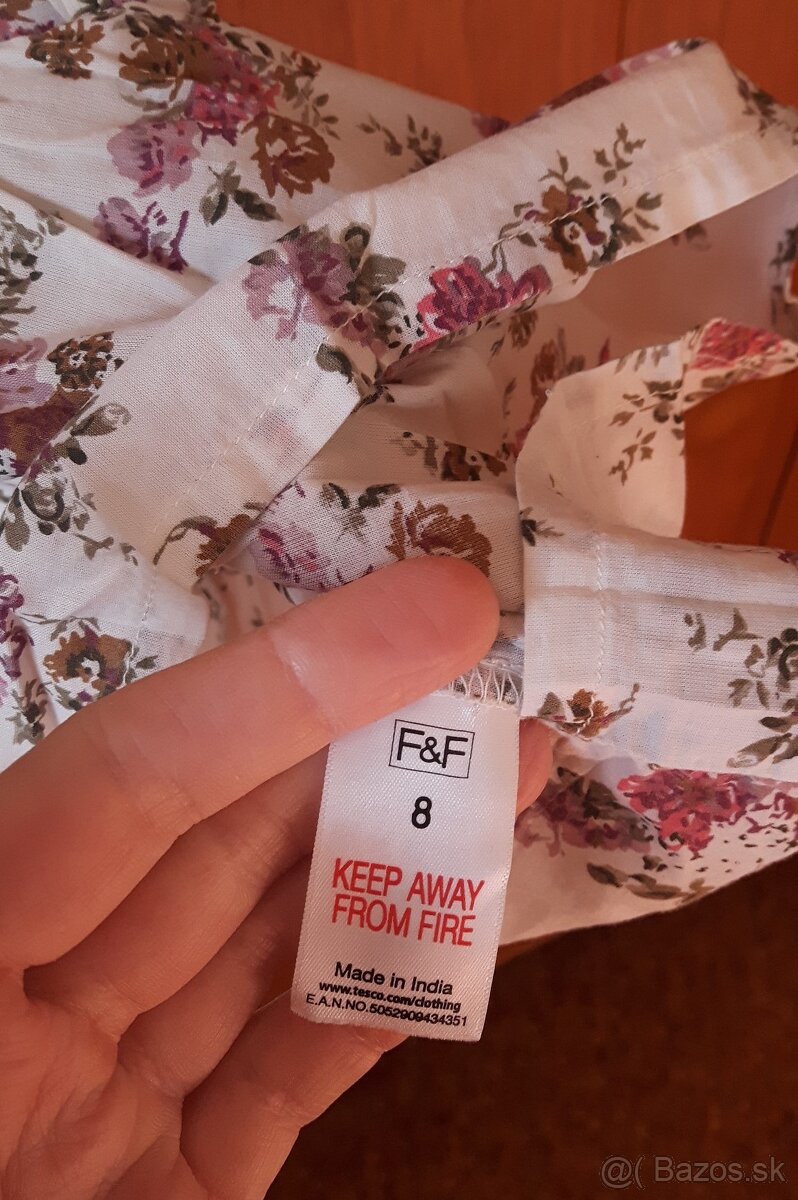 F&F
8
KEEP AWAY
FROM FIRE
Made in India
www.tesco.com/clothing
E.A.N.NO.5052909434351
@( Bazos.sk